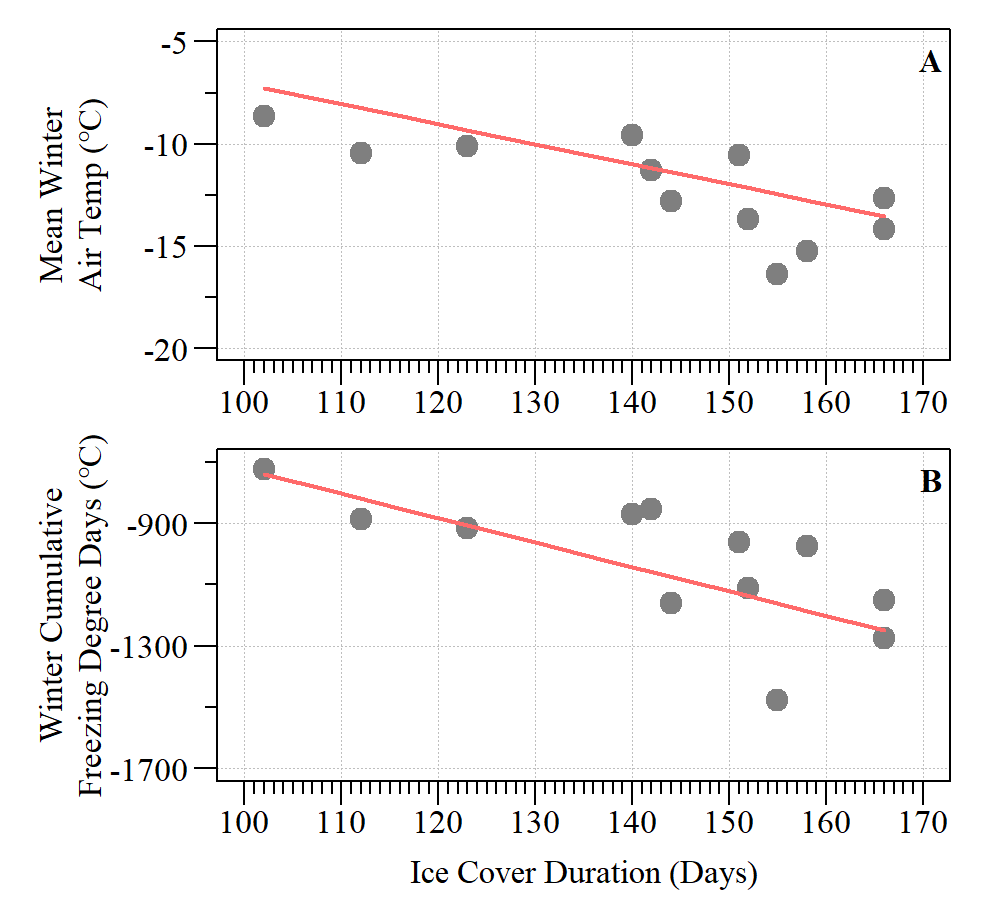 A
Mean Winter
Air Temp (°C)
-5
-10
-15
-20
100 110 120 130 140 150 160 170
B
Winter Cumulative
Freezing Degree Days (°C)
-900
-1300
-1700
100 110 120 130 140 150 160 170
Ice Cover Duration (Days)